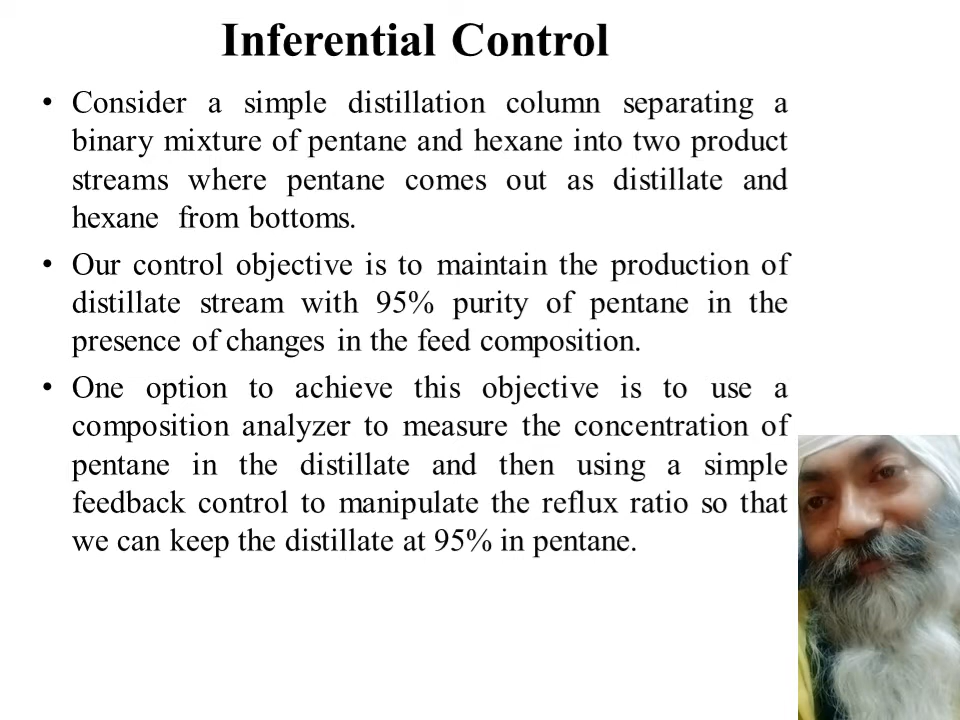 Inferential Control
• Consider a simple distillation column separating a
binary mixture of pentane and hexane into two product
streams where pentane comes out as distillate and
hexane from bottoms.
• Our control objective is to maintain the production of
distillate stream with 95% purity of pentane in the
presence of changes in the feed composition.
• One option to achieve this objective is to use a
composition analyzer to measure the concentration of
pentane in the distillate and then using a simple
feedback control to manipulate the reflux ratio so that
we can keep the distillate at 95% in pentane.